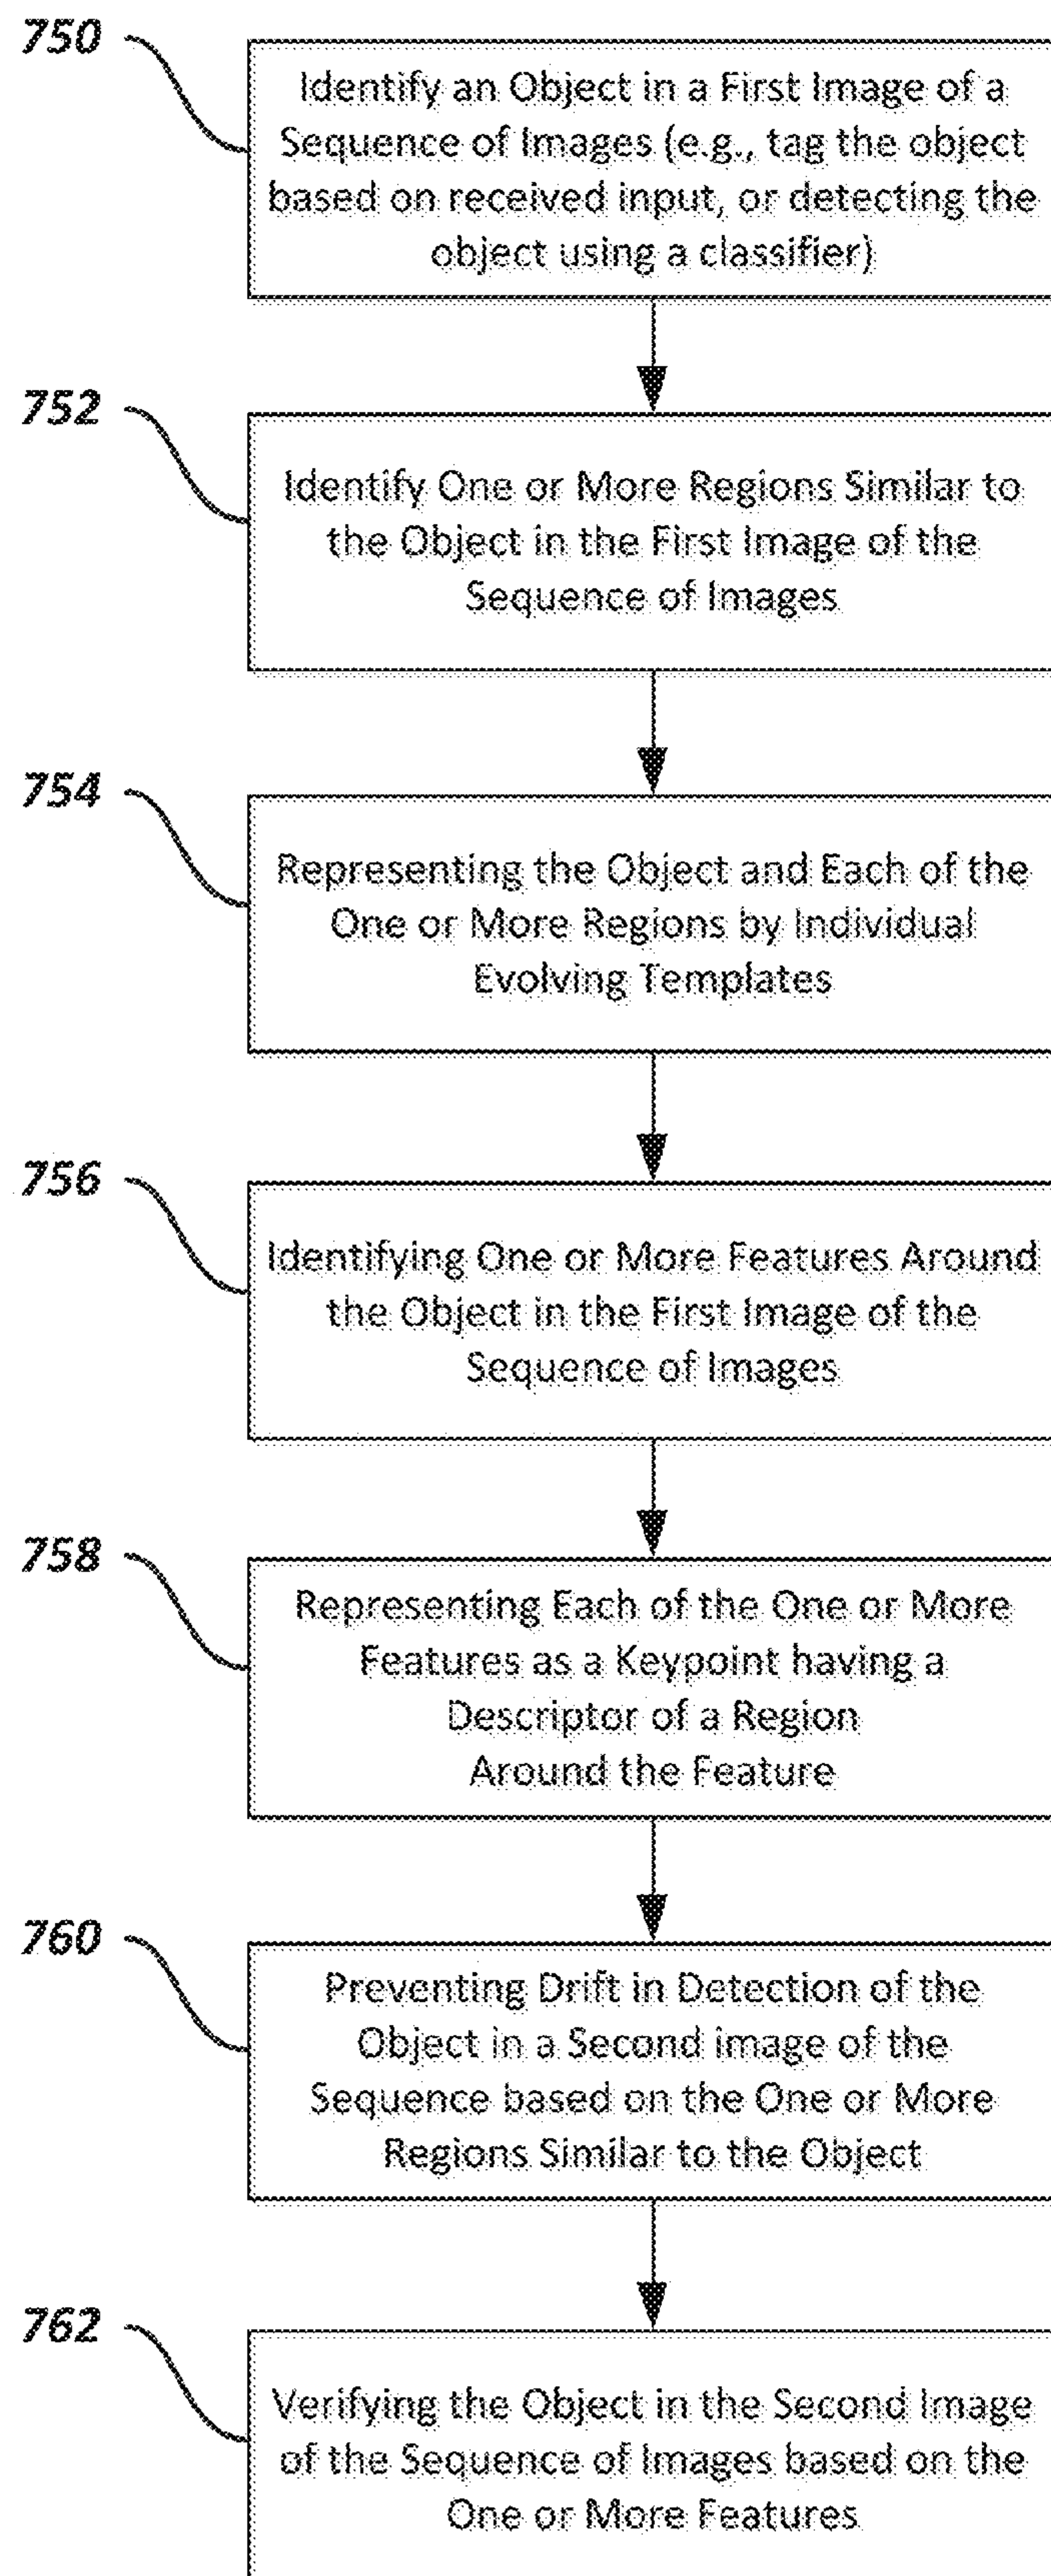 750
Identify an Object in a First Image of a
Sequence of Images (e.g., tag the object
based on received input, or detecting the
object using a classifier)
752
Identify One or More Regions Similar to
the Object in the First Image of the
Sequence of Images
754
Representing the Object and Each of the
One or More Regions by Individual
Evolving Templates
756
Identifying One or More Features Around
the Object in the First Image of the
Sequence of Images
758
Representing Each of the One or More
Features as a Keypoint having a
Descriptor of a Region
Around the Feature
760
Preventing Drift in Detection of the
Object in a Second image of the
Sequence based on the One or More
Regions Similar to the Object
762
Verifying the Object in the Second Image
of the Sequence of Images based on the
One or More Features